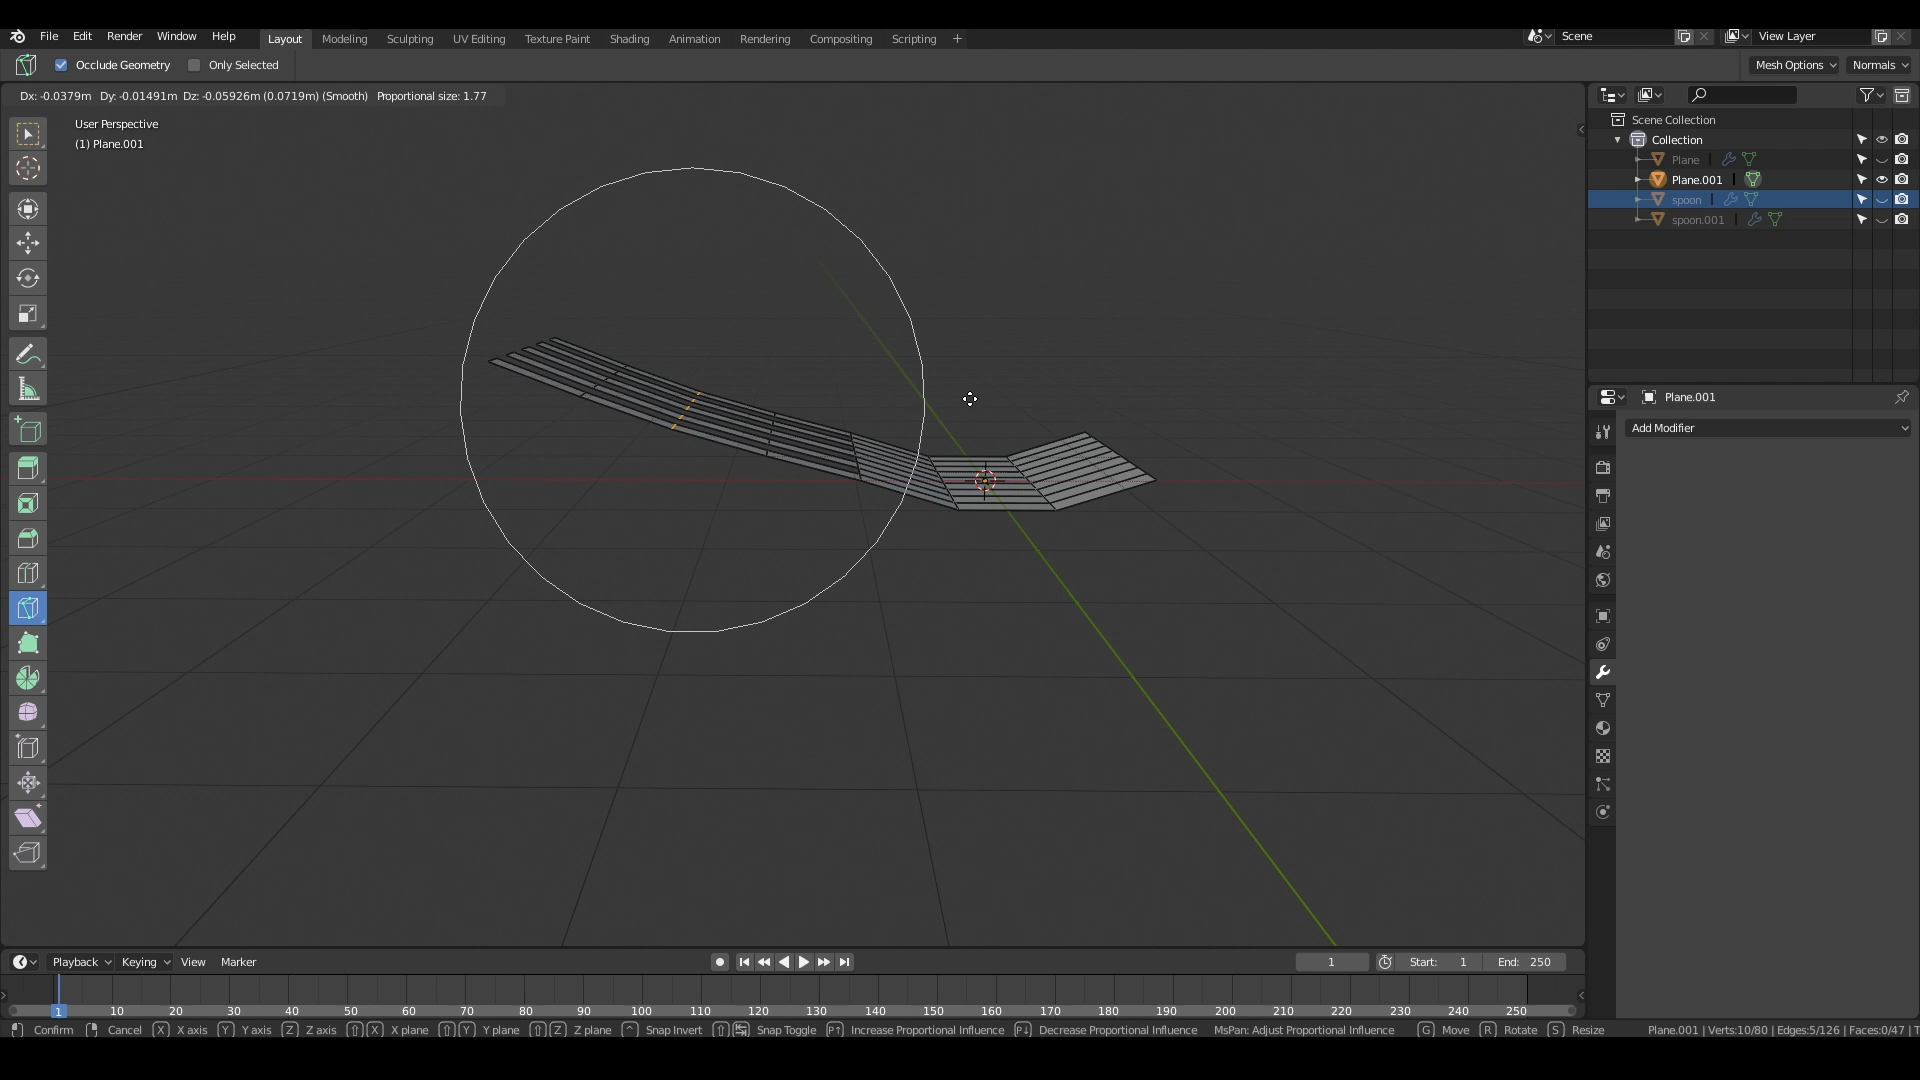 File Edit Render Window Help Layout Modeling Sculpting UV Editing Texture Paint Shading Animation Rendering Compositing Scripting + Scene View Layer
Occlude Geometry Only Selected Mesh Options Normals
Dx: -0.0379m Dy: -0.01491m Dz: -0.05926m (0.0719m) (Smooth) Proportional size: 1.77
User Perspective
(1) Plane.001
Scene Collection
Collection
Plane
Plane.001
spoon
spoon.001
Plane.001
Add Modifier
Playback Keying View Marker 1 Start: 1 End: 250
1 10 20 30 40 50 60 70 80 90 100 110 120 130 140 150 160 170 180 190 200 210 220 230 240 250
Confirm Cancel X X axis Y Y axis Z Z axis X X plane Y Y plane Z Z plane ^ Snap Invert Snap Toggle P↑ Increase Proportional Influence P↓ Decrease Proportional Influence MsPan: Adjust Proportional Influence G Move R Rotate S Resize Plane.001 | Verts:10/80 | Edges:5/126 | Faces:0/47 | T